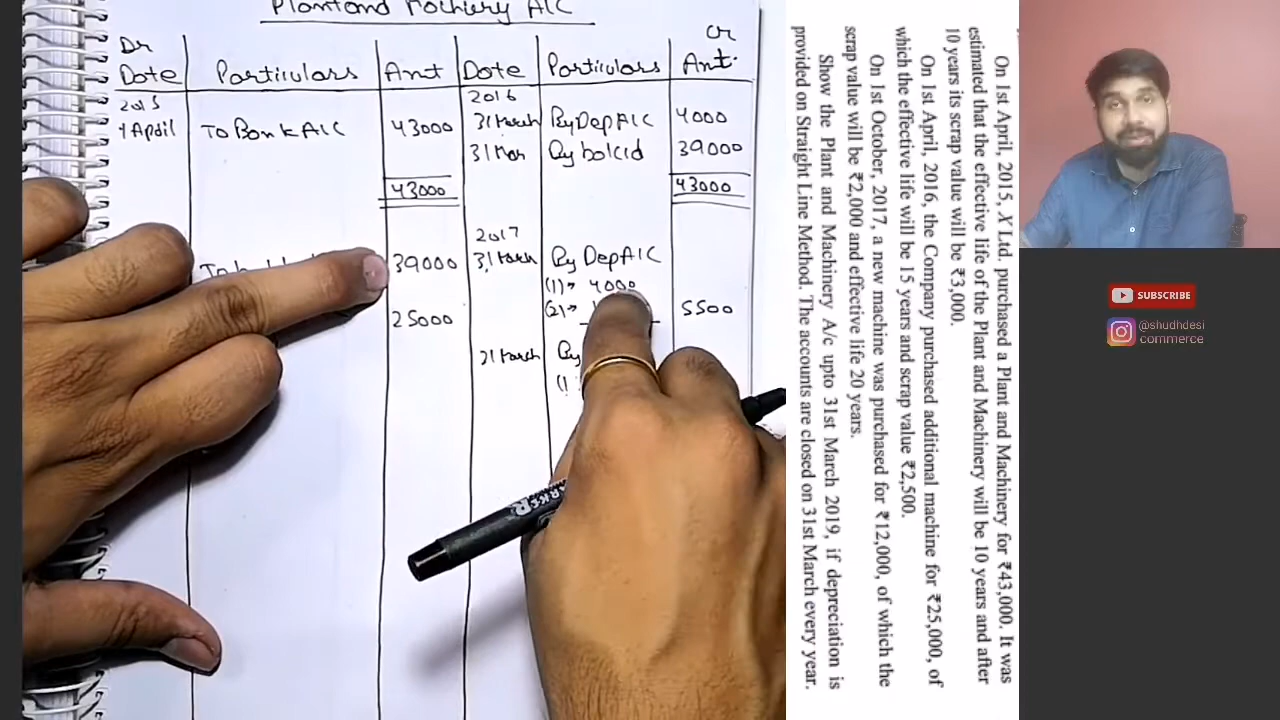 Plant and Machery A/C
Dr
Cr
Date Particulars Amt Date Particulars Amt.
2015
1 April To Bank A/C 43000
2016
31 March By Dep A/C 4000
31 Mar By bal c/d 39000
43000 43000
2017
39000 31 March By Dep A/C
(1)→ 4000
25000 (2)→ 5500
31 March By
(1
On 1st April, 2015, X Ltd. purchased a Plant and Machinery for ₹43,000. It was
estimated that the effective life of the Plant and Machinery will be 10 years and after
10 years its scrap value will be ₹3,000.
On 1st April, 2016, the Company purchased additional machine for ₹25,000, of
which the effective life will be 15 years and scrap value ₹2,500.
On 1st October, 2017, a new machine was purchased for ₹12,000, of which the
scrap value will be ₹2,000 and effective life 20 years.
Show the Plant and Machinery A/c upto 31st March 2019, if depreciation is
provided on Straight Line Method. The accounts are closed on 31st March every year.
SUBSCRIBE
@shudhdesi
commerce